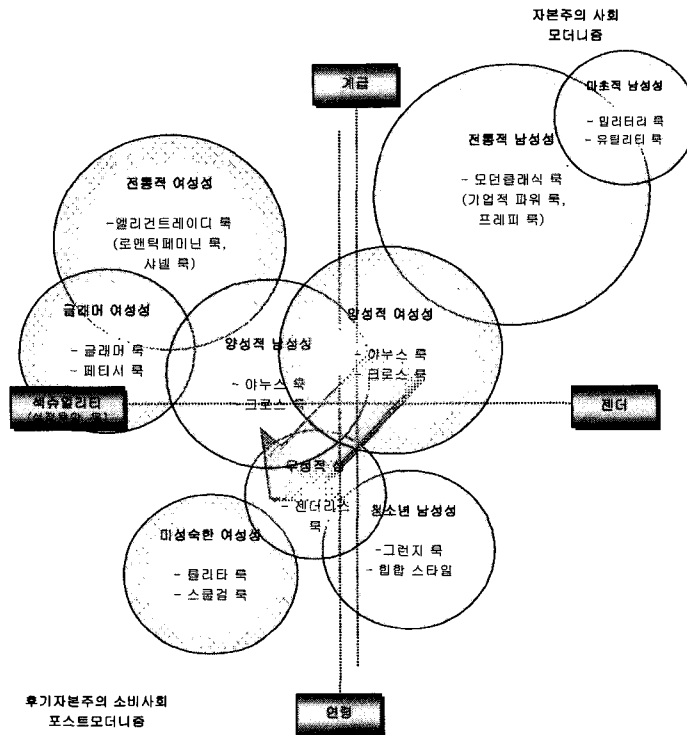 자본주의 사회
모더니즘
계급
마초적 남성성
- 밀리터리 룩
- 유틸리티 룩
전통적 남성성
- 모던클래식 룩
(기업적 파워 룩,
프레피 룩)
전통적 여성성
-엘리건트레이디 룩
(로맨틱페미닌 룩,
샤넬 룩)
글래머 여성성
- 글래머 룩
- 페티서 룩
양성적 남성성
- 야누스 룩
- 크로스 룩
양성적 여성성
- 야누스 룩
- 크로스 룩
섹슈얼리티
젠더
무성적 성
- 젠더리스
룩
청소년 남성성
-그런지 룩
- 힙합 스타일
미성숙한 여성성
- 롤리타 룩
- 스쿨걸 룩
후기자본주의 소비사회
포스트모더니즘
연령